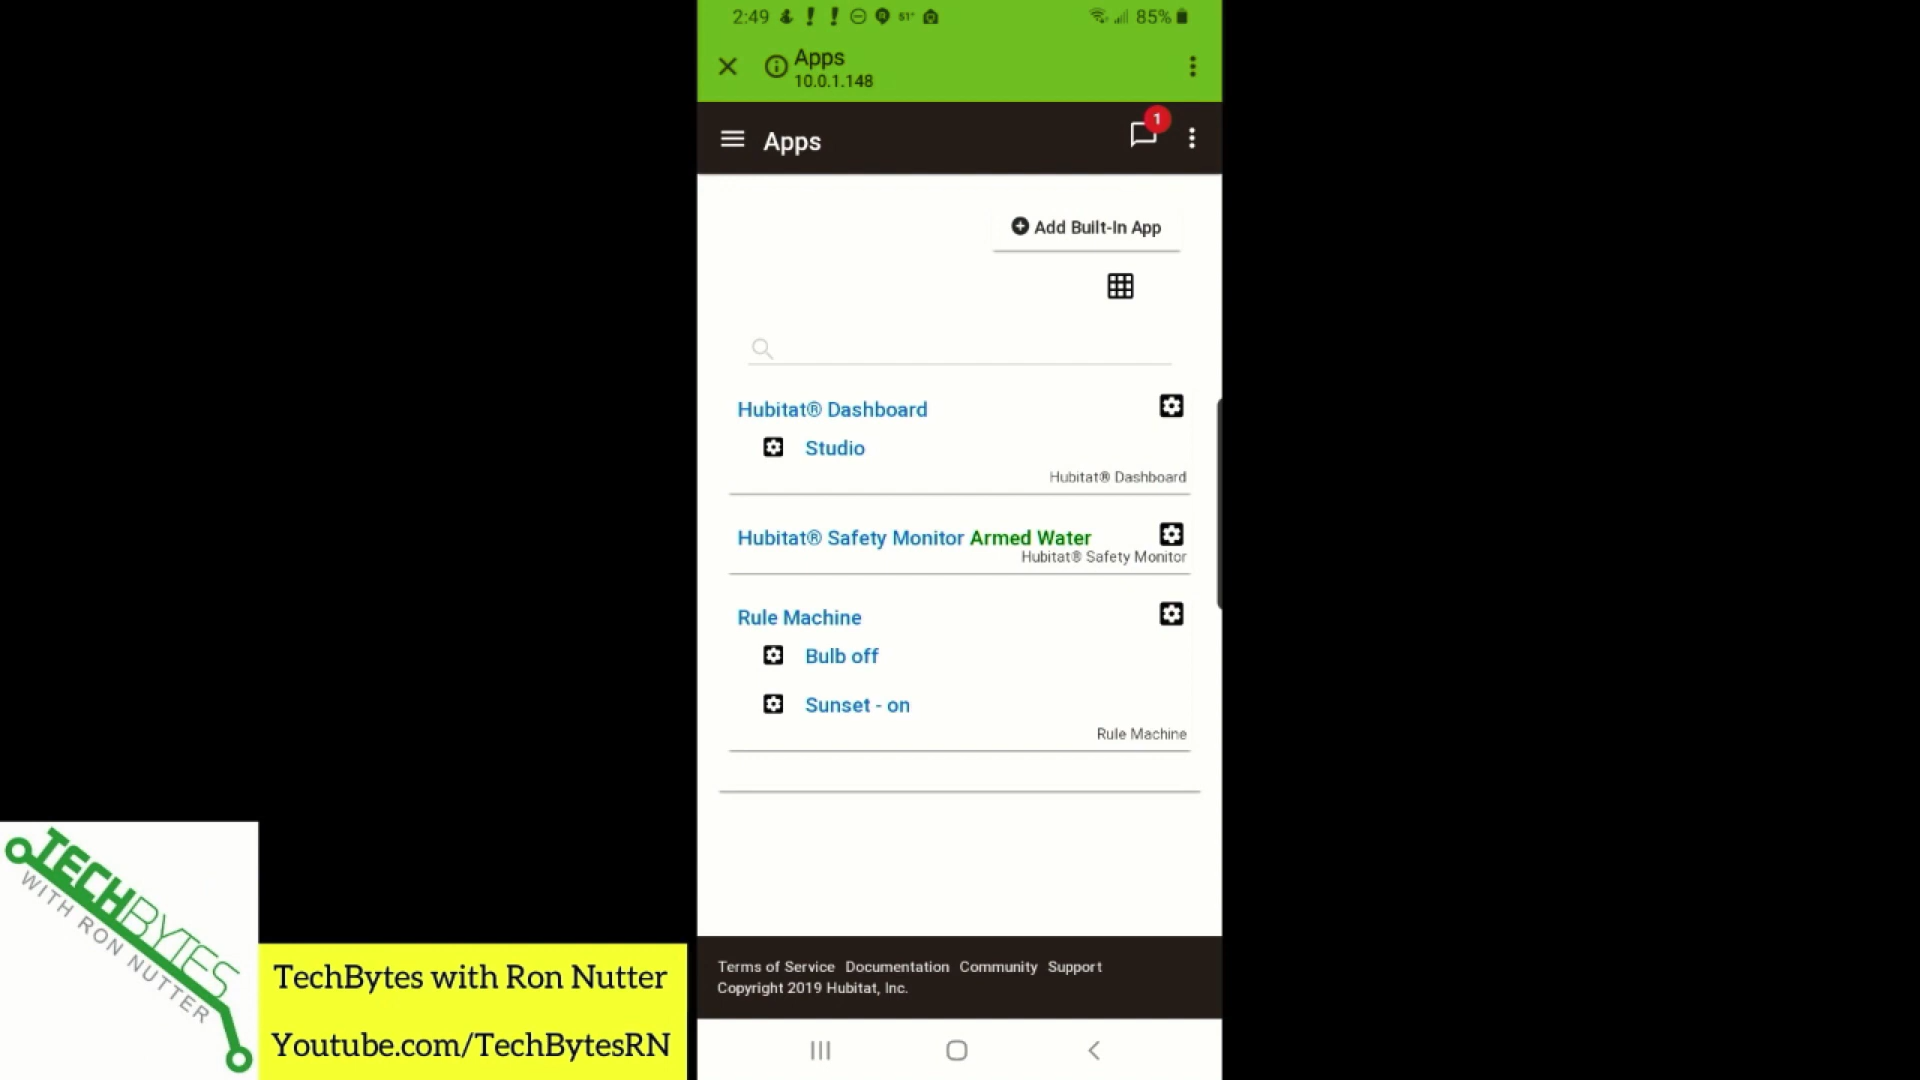 2:49
51°
85%
Apps
10.0.1.148
Apps
1
Add Built-In App
Hubitat® Dashboard
Studio
Hubitat® Dashboard
Hubitat® Safety Monitor Armed Water
Hubitat® Safety Monitor
Rule Machine
Bulb off
Sunset - on
Rule Machine
Terms of Service Documentation Community Support
Copyright 2019 Hubitat, Inc.
TECHBYTES
WITH RON NUTTER
TechBytes with Ron Nutter
Youtube.com/TechBytesRN